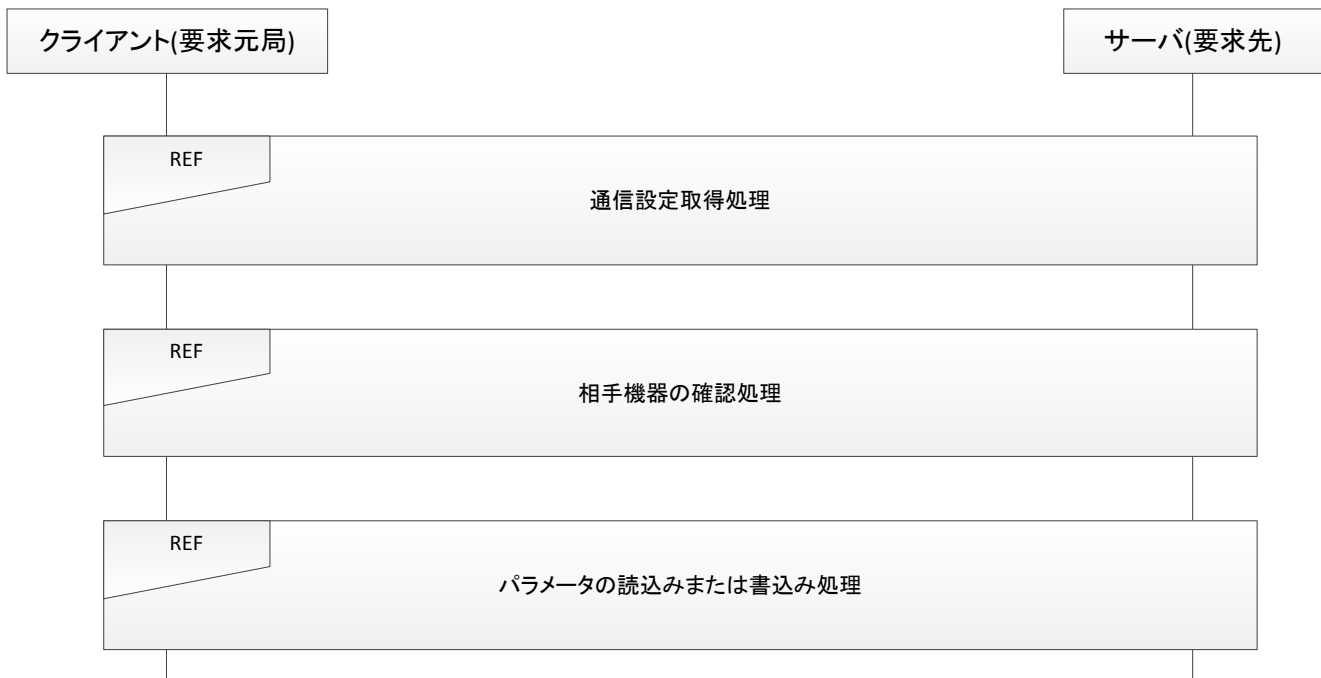 クライアント(要求元局)
サーバ(要求先)
REF
通信設定取得処理
REF
相手機器の確認処理
REF
パラメータの読込みまたは書込み処理